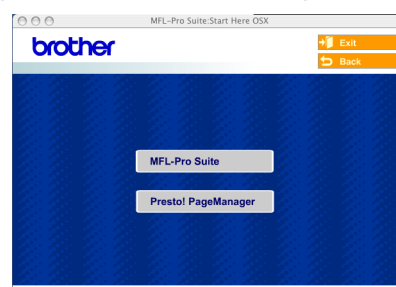 MFL-Pro Suite:Start Here OSX
brother
Exit
Back
MFL-Pro Suite
Presto! PageManager